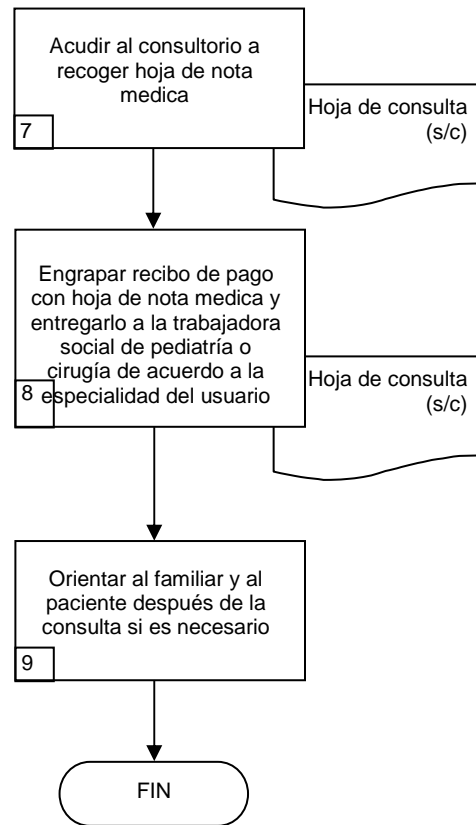 Acudir al consultorio a
recoger hoja de nota
medica
7
Hoja de consulta
(s/c)
Engrapar recibo de pago
con hoja de nota medica y
entregarlo a la trabajadora
social de pediatría o
cirugía de acuerdo a la
especialidad del usuario
8
Hoja de consulta
(s/c)
Orientar al familiar y al
paciente después de la
consulta si es necesario
9
FIN